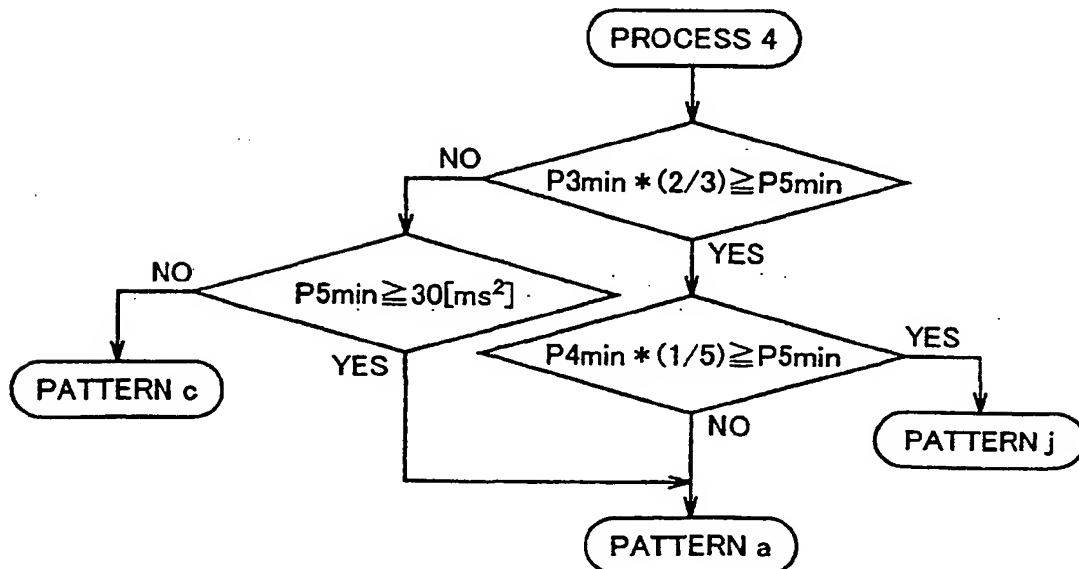 PROCESS 4
NO
P3min*(2/3)≧P5min
YES
NO
P5min≧30[ms²]
YES
P4min*(1/5)≧P5min
YES
PATTERN c
NO
PATTERN j
PATTERN a